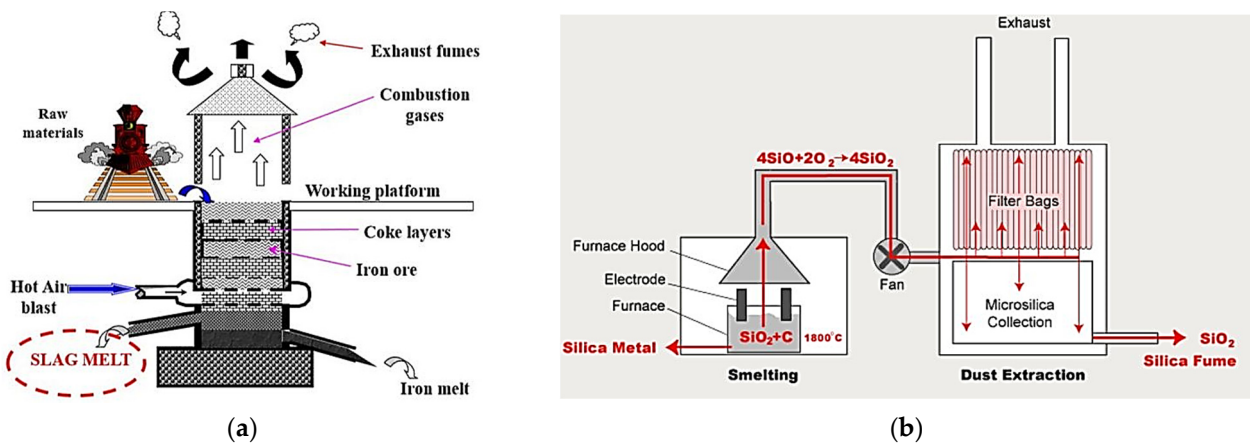 Exhaust fumes
Combustion
gases
Raw
materials
Working platform
Coke layers
Iron ore
Hot Air
blast
SLAG MELT
Iron melt
(a)
Exhaust
4SiO+2O₂→4SiO₂
Filter Bags
Furnace Hood
Electrode
Furnace
Fan
SiO₂+C
1800°C
Microsilica
Collection
Silica Metal
SiO₂
Silica Fume
Smelting
Dust Extraction
(b)